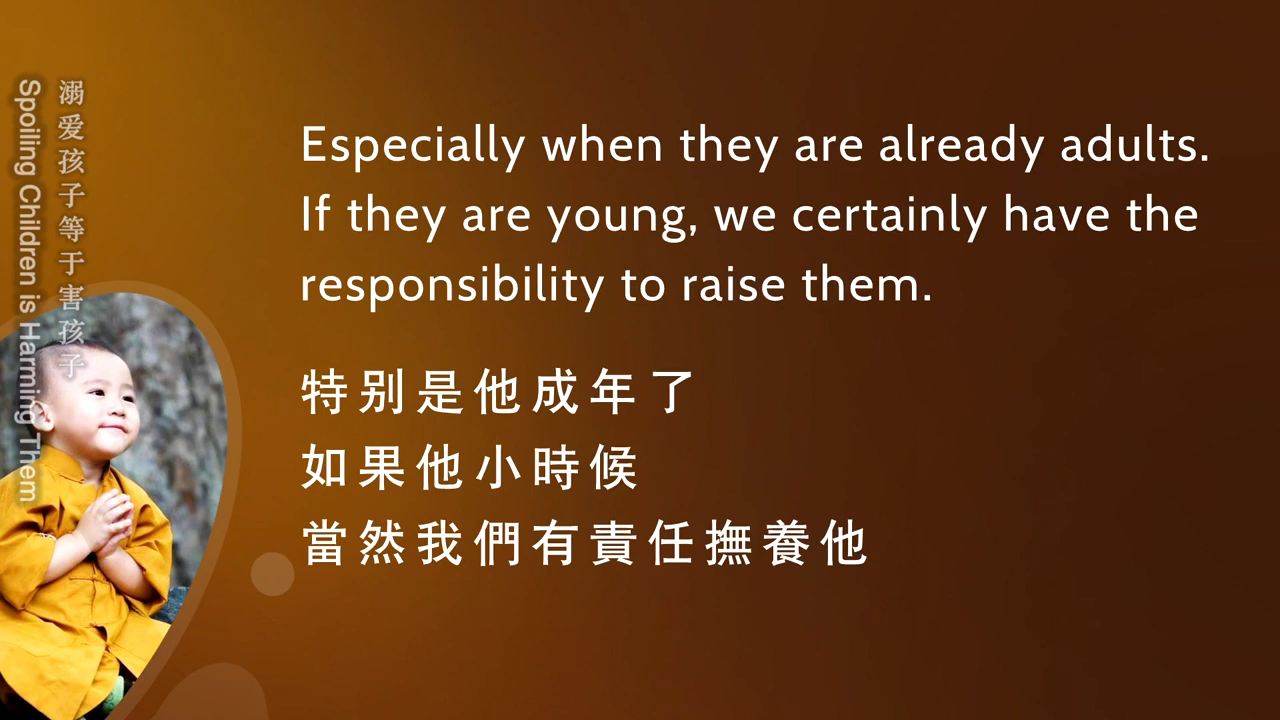 溺爱孩子等于害孩子
Spoiling Children is Harming Them
Especially when they are already adults.
If they are young, we certainly have the
responsibility to raise them.
特別是他成年了
如果他小時候
當然我們有責任撫養他